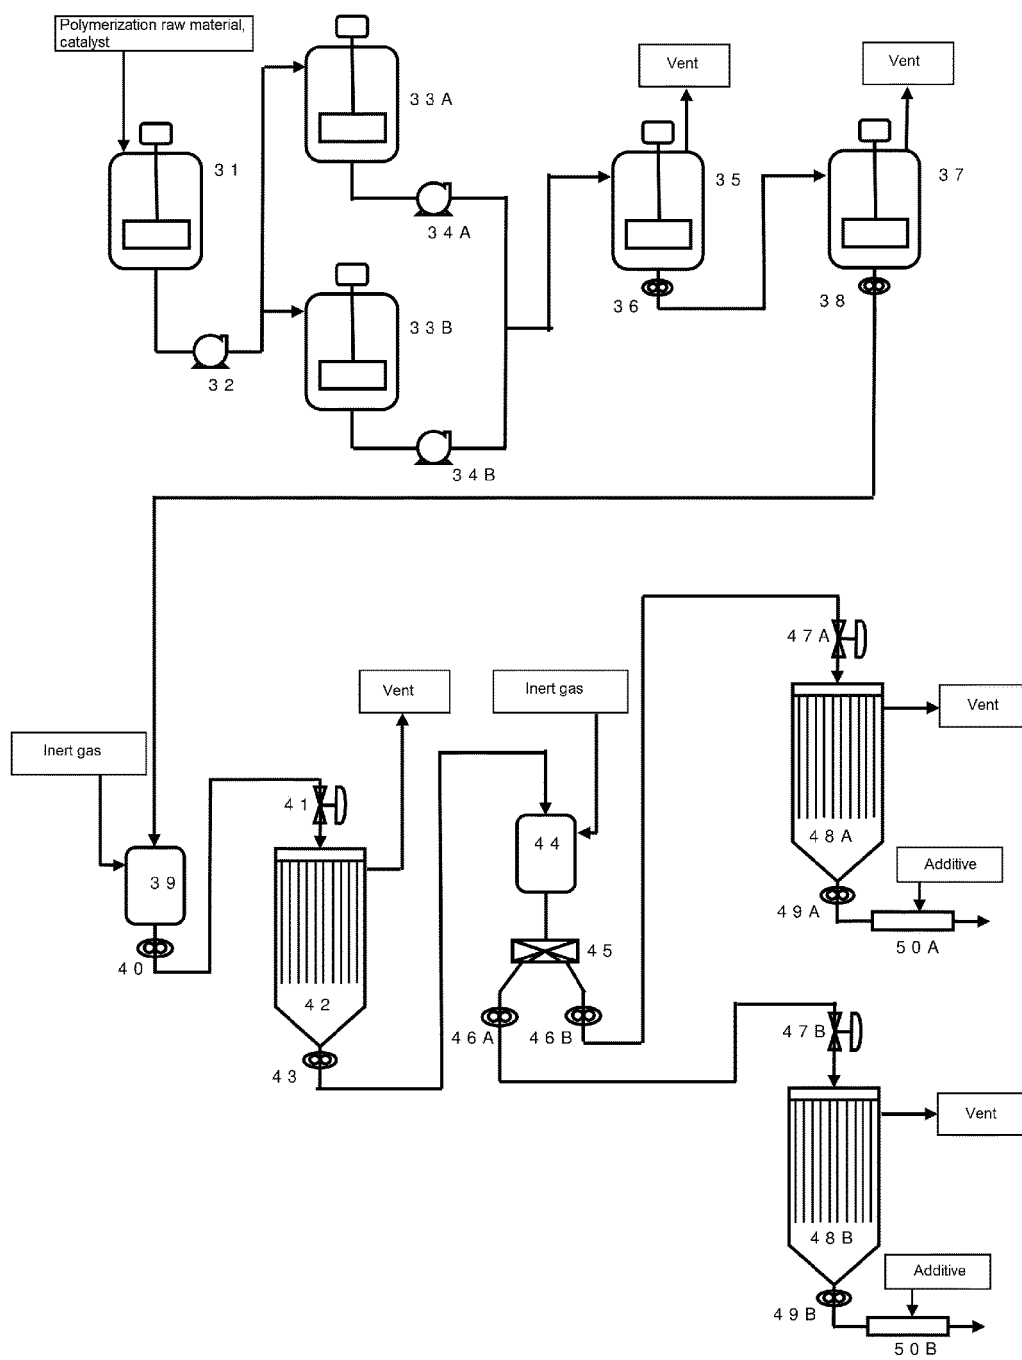 Polymerization raw material,
catalyst
Vent
Vent
33A
31
35
37
34A
36
38
33B
32
34B
47A
Vent
Inert gas
Vent
Inert gas
41
44
48A
Additive
39
49A
50A
40
45
42
46A
46B
47B
43
Vent
48B
Additive
49B
50B